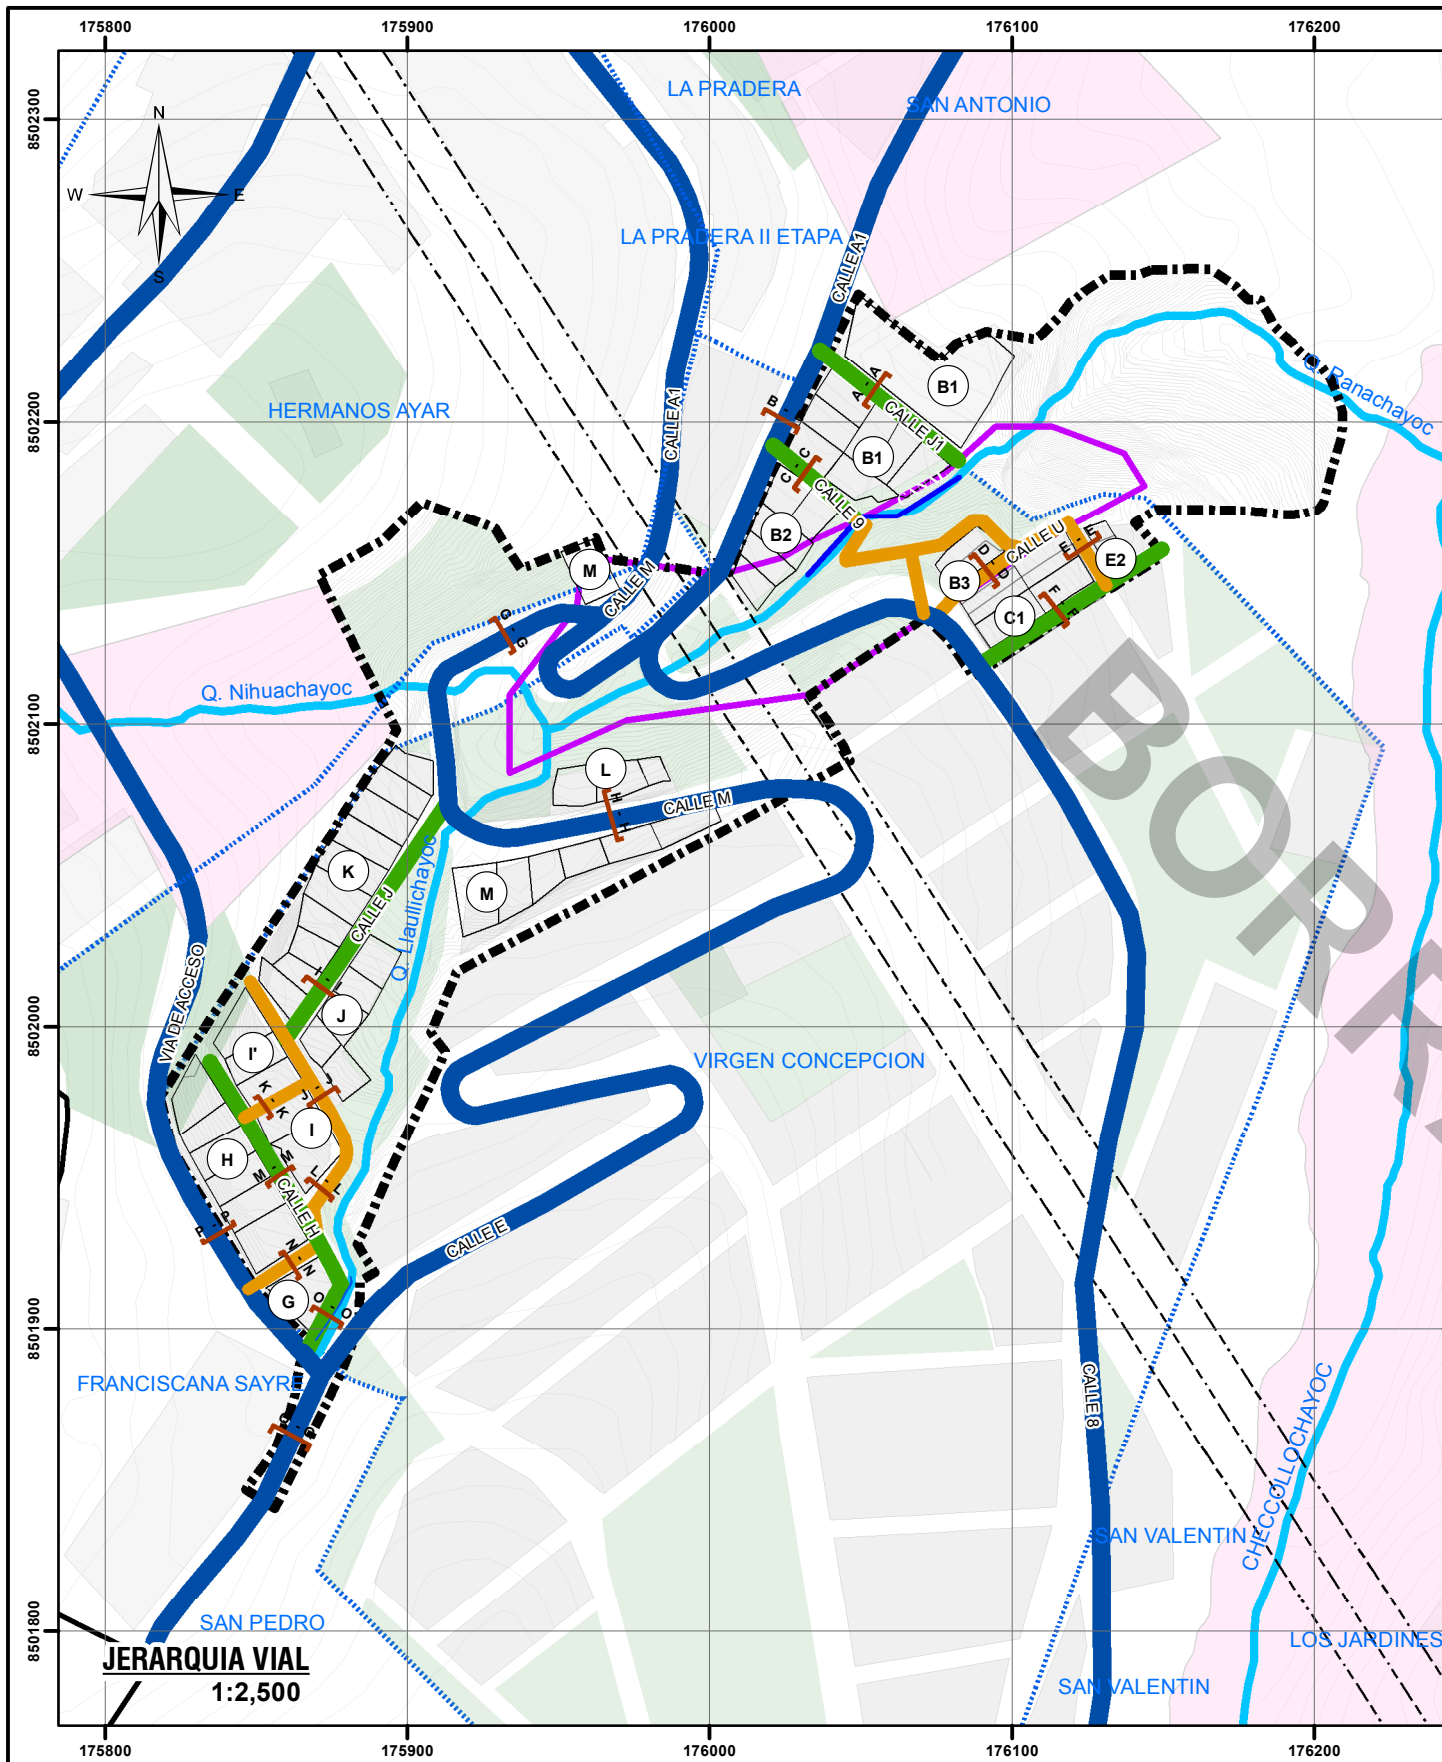 175800
175900
176000
176100
176200
8502300
8502200
8502100
8502000
8501900
8501800
N
W
E
S
LA PRADERA
SAN ANTONIO
LA PRADERA II ETAPA
CALLE A1
HERMANOS AYAR
CALLE A1
Q. Ranachayoc
A - A
B1
CALLE J1
B -
B1
C - C
CALLE 9
B2
CALLE U
E - E
E2
D - D
B3
F - F
C1
M
CALLE M
G - G
Q. Nihuachayoc
L
H - H
CALLE M
K
M
CALLE J
Q. Llaullichayoc
VIA DE ACCESO
I -
J
I'
K - K
J - J
I
H
M - M
L - L
CALLE H
P - P
N - N
G
O - O
CALLE E
VIRGEN CONCEPCION
BORR
FRANCISCANA SAYRE
CALLE 8
CHECCOLLOCHAYOC
SAN VALENTIN
SAN PEDRO
LOS JARDINES
SAN VALENTIN
JERARQUIA VIAL
1:2,500
175800
175900
176000
176100
176200